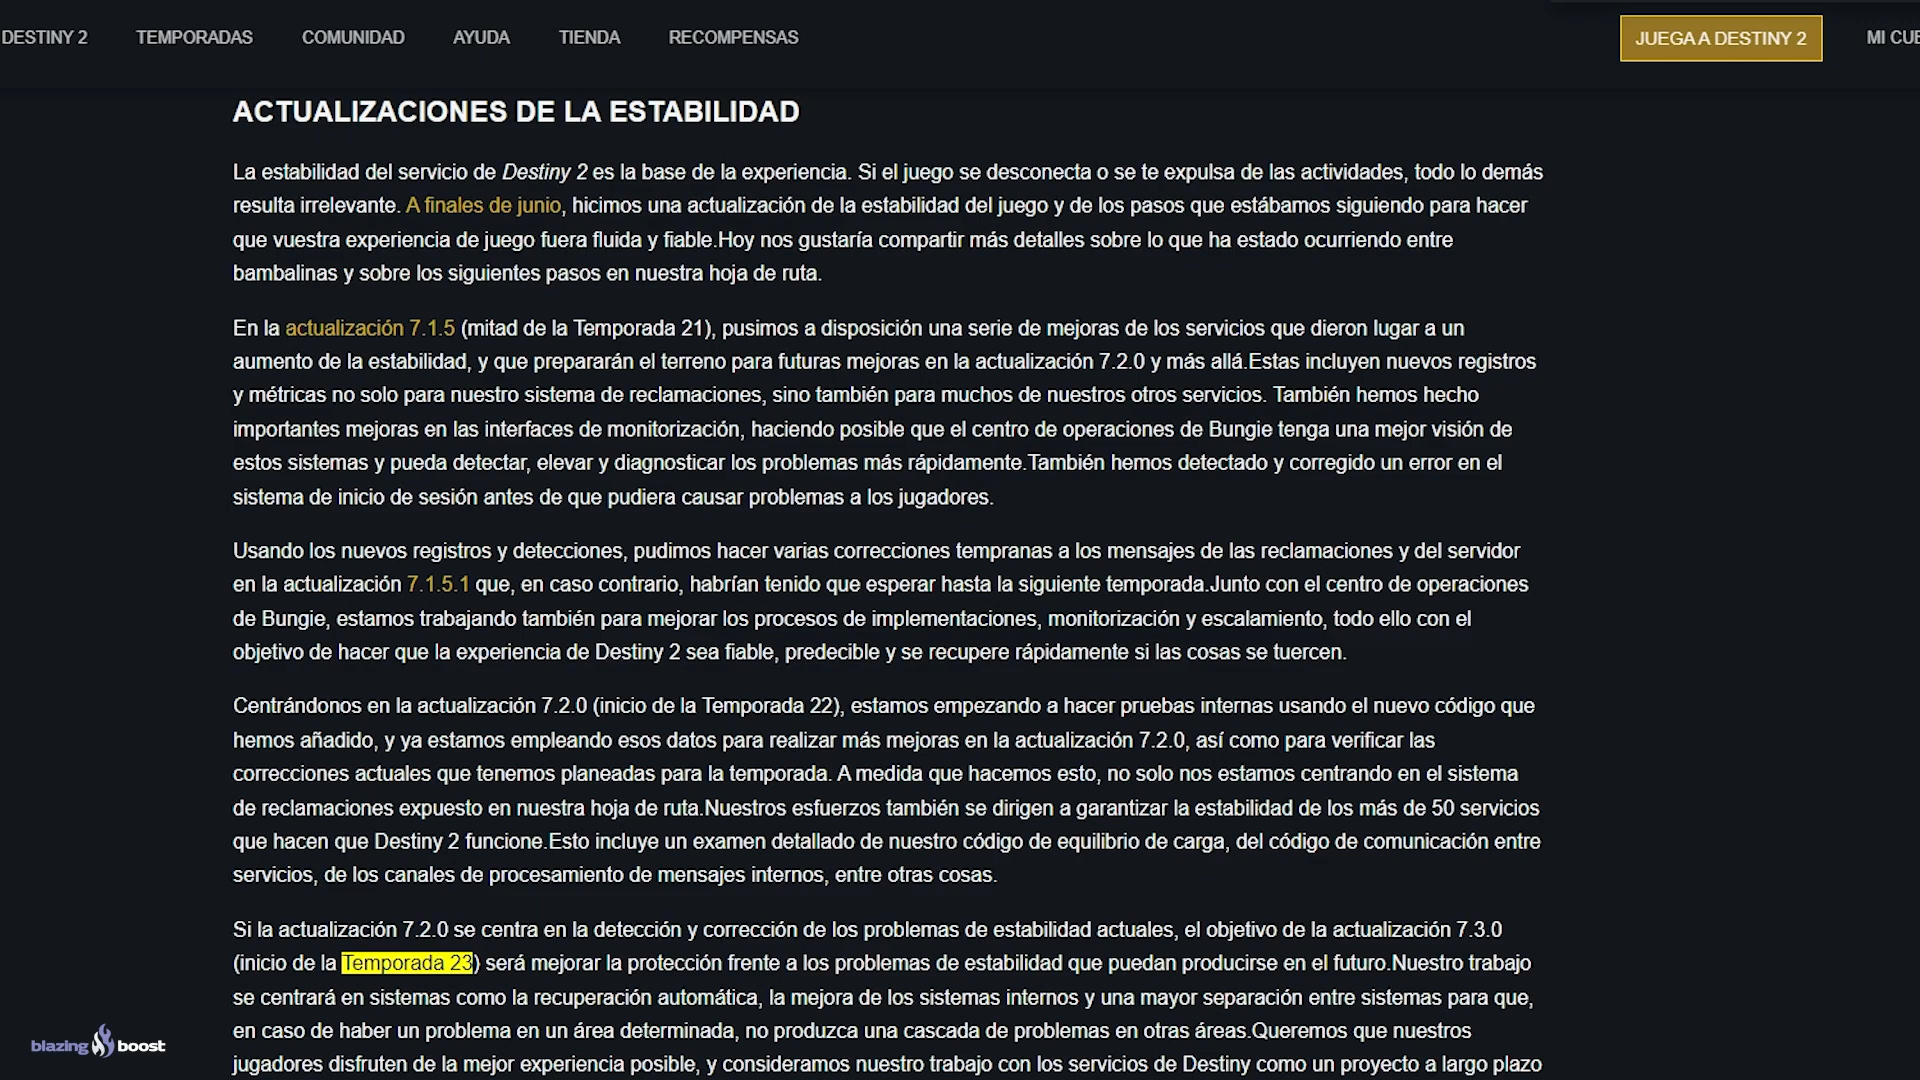 DESTINY 2 TEMPORADAS COMUNIDAD AYUDA TIENDA RECOMPENSAS JUEGA A DESTINY 2 MI CUE
ACTUALIZACIONES DE LA ESTABILIDAD
La estabilidad del servicio de Destiny 2 es la base de la experiencia. Si el juego se desconecta o se te expulsa de las actividades, todo lo demás
resulta irrelevante. A finales de junio, hicimos una actualización de la estabilidad del juego y de los pasos que estábamos siguiendo para hacer
que vuestra experiencia de juego fuera fluida y fiable.Hoy nos gustaría compartir más detalles sobre lo que ha estado ocurriendo entre
bambalinas y sobre los siguientes pasos en nuestra hoja de ruta.
En la actualización 7.1.5 (mitad de la Temporada 21), pusimos a disposición una serie de mejoras de los servicios que dieron lugar a un
aumento de la estabilidad, y que prepararán el terreno para futuras mejoras en la actualización 7.2.0 y más allá.Estas incluyen nuevos registros
y métricas no solo para nuestro sistema de reclamaciones, sino también para muchos de nuestros otros servicios. También hemos hecho
importantes mejoras en las interfaces de monitorización, haciendo posible que el centro de operaciones de Bungie tenga una mejor visión de
estos sistemas y pueda detectar, elevar y diagnosticar los problemas más rápidamente.También hemos detectado y corregido un error en el
sistema de inicio de sesión antes de que pudiera causar problemas a los jugadores.
Usando los nuevos registros y detecciones, pudimos hacer varias correcciones tempranas a los mensajes de las reclamaciones y del servidor
en la actualización 7.1.5.1 que, en caso contrario, habrían tenido que esperar hasta la siguiente temporada.Junto con el centro de operaciones
de Bungie, estamos trabajando también para mejorar los procesos de implementaciones, monitorización y escalamiento, todo ello con el
objetivo de hacer que la experiencia de Destiny 2 sea fiable, predecible y se recupere rápidamente si las cosas se tuercen.
Centrándonos en la actualización 7.2.0 (inicio de la Temporada 22), estamos empezando a hacer pruebas internas usando el nuevo código que
hemos añadido, y ya estamos empleando esos datos para realizar más mejoras en la actualización 7.2.0, así como para verificar las
correcciones actuales que tenemos planeadas para la temporada. A medida que hacemos esto, no solo nos estamos centrando en el sistema
de reclamaciones expuesto en nuestra hoja de ruta.Nuestros esfuerzos también se dirigen a garantizar la estabilidad de los más de 50 servicios
que hacen que Destiny 2 funcione.Esto incluye un examen detallado de nuestro código de equilibrio de carga, del código de comunicación entre
servicios, de los canales de procesamiento de mensajes internos, entre otras cosas.
Si la actualización 7.2.0 se centra en la detección y corrección de los problemas de estabilidad actuales, el objetivo de la actualización 7.3.0
(inicio de la Temporada 23) será mejorar la protección frente a los problemas de estabilidad que puedan producirse en el futuro.Nuestro trabajo
se centrará en sistemas como la recuperación automática, la mejora de los sistemas internos y una mayor separación entre sistemas para que,
en caso de haber un problema en un área determinada, no produzca una cascada de problemas en otras áreas.Queremos que nuestros
jugadores disfruten de la mejor experiencia posible, y consideramos nuestro trabajo con los servicios de Destiny como un proyecto a largo plazo
blazing boost